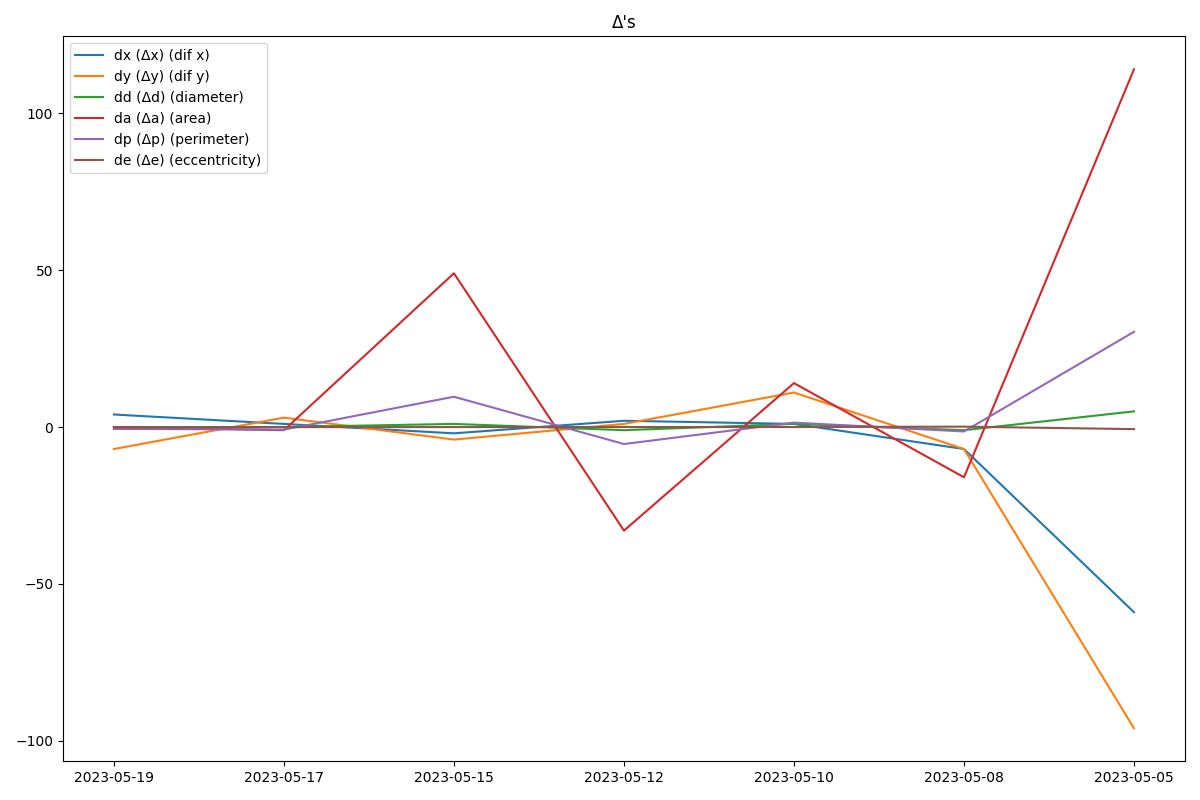 Δ's
dx (Δx) (dif x)
dy (Δy) (dif y)
dd (Δd) (diameter)
da (Δa) (area)
dp (Δp) (perimeter)
de (Δe) (eccentricity)
100
50
0
−50
−100
2023-05-19 2023-05-17 2023-05-15 2023-05-12 2023-05-10 2023-05-08 2023-05-05